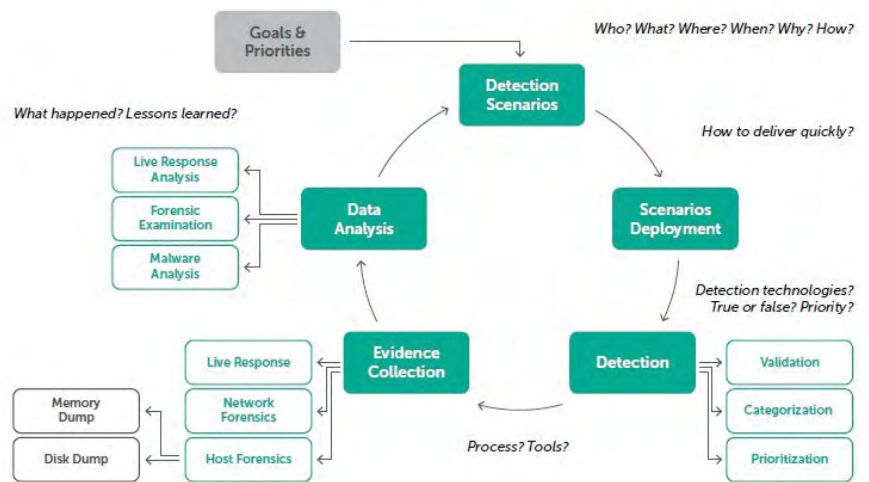 Goals &
Priorities
Who? What? Where? When? Why? How?
Detection
Scenarios
What happened? Lessons learned?
How to deliver quickly?
Live Response
Analysis
Forensic
Examination
Malware
Analysis
Data
Analysis
Scenarios
Deployment
Detection technologies?
True or false? Priority?
Live Response
Network
Forensics
Host Forensics
Evidence
Collection
Detection
Validation
Categorization
Prioritization
Memory
Dump
Disk Dump
Process? Tools?